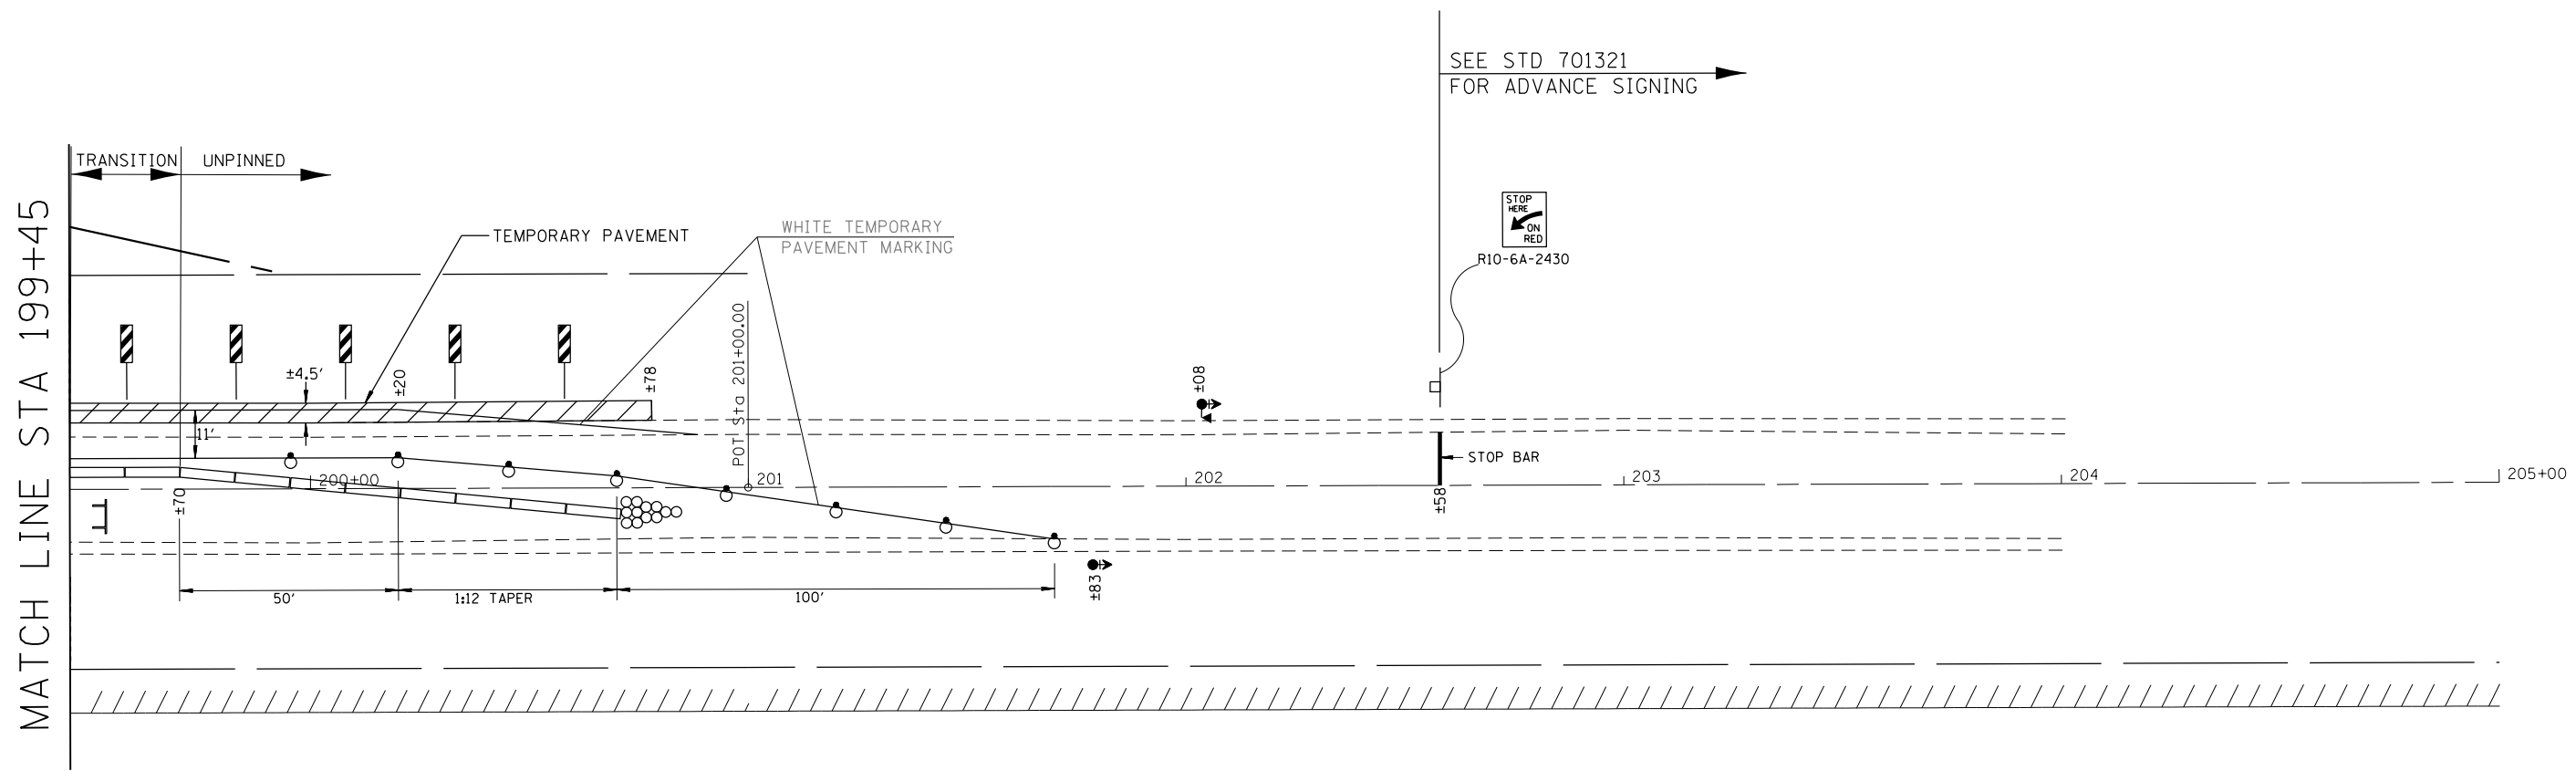 SEE STD 701321
FOR ADVANCE SIGNING
TRANSITION
UNPINNED
STOP
HERE
ON
RED
R10-6A-2430
WHITE TEMPORARY
PAVEMENT MARKING
TEMPORARY PAVEMENT
MATCH LINE STA 199+45
±4.5'
±20
±78
POT Sta 201+00.00
±08
11'
STOP BAR
±70
200+00
201
202
±58
203
204
205+00
±83
50'
1:12 TAPER
100'